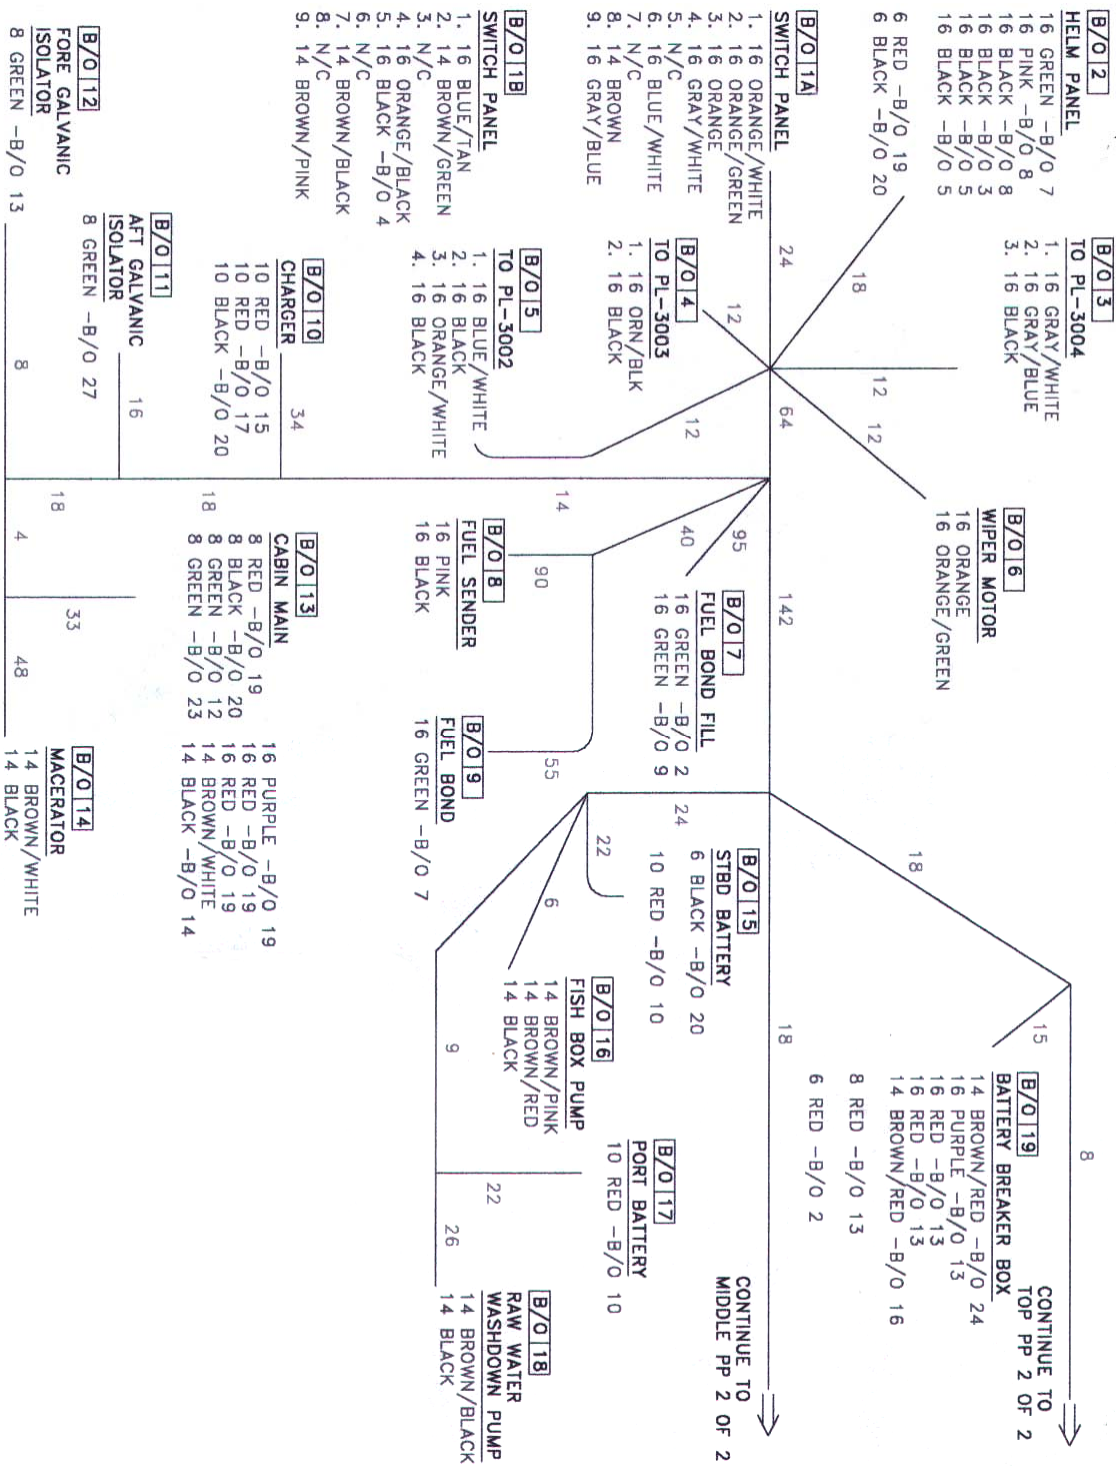 B/O 2
HELM PANEL
16 GREEN -B/O 7
16 PINK -B/O 8
16 BLACK -B/O 8
16 BLACK -B/O 3
16 BLACK -B/O 5
16 BLACK -B/O 5
6 RED -B/O 19
6 BLACK -B/O 20
18
B/O 3
TO PL-3004
1. 16 GRAY/WHITE
2. 16 GRAY/BLUE
3. 16 BLACK
12
12
B/O 6
WIPER MOTOR
16 ORANGE
16 ORANGE/GREEN
B/O 1A
SWITCH PANEL
1. 16 ORANGE/WHITE
2. 16 ORANGE/GREEN
3. 16 ORANGE
4. 16 GRAY/WHITE
5. N/C
6. 16 BLUE/WHITE
7. N/C
8. 14 BROWN
9. 16 GRAY/BLUE
24
12
B/O 4
TO PL-3003
1. 16 ORN/BLK
2. 16 BLACK
64
12
95
40
142
B/O 7
FUEL BOND FILL
16 GREEN -B/O 2
16 GREEN -B/O 9
B/O 1B
SWITCH PANEL
1. 16 BLUE/TAN
2. 14 BROWN/GREEN
3. N/C
4. 16 ORANGE/BLACK
5. 16 BLACK -B/O 4
6. N/C
7. 14 BROWN/BLACK
8. N/C
9. 14 BROWN/PINK
B/O 5
TO PL-3002
1. 16 BLUE/WHITE
2. 16 BLACK
3. 16 ORANGE/WHITE
4. 16 BLACK
14
B/O 8
FUEL SENDER
16 PINK
16 BLACK
90
B/O 9
FUEL BOND
16 GREEN -B/O 7
55
B/O 10
CHARGER
10 RED -B/O 15
10 RED -B/O 17
10 BLACK -B/O 20
34
18
B/O 11
AFT GALVANIC
ISOLATOR
8 GREEN -B/O 27
16
18
B/O 12
FORE GALVANIC
ISOLATOR
8 GREEN -B/O 13
8
4
33
48
B/O 13
CABIN MAIN
8 RED -B/O 19
8 BLACK -B/O 20
8 GREEN -B/O 12
8 GREEN -B/O 23
16 PURPLE -B/O 19
16 RED -B/O 19
16 RED -B/O 19
14 BROWN/WHITE
14 BLACK -B/O 14
B/O 14
MACERATOR
14 BROWN/WHITE
14 BLACK
24
22
6
9
22
26
B/O 15
STBD BATTERY
6 BLACK -B/O 20
10 RED -B/O 10
B/O 16
FISH BOX PUMP
14 BROWN/PINK
14 BROWN/RED
14 BLACK
B/O 17
PORT BATTERY
10 RED -B/O 10
B/O 18
RAW WATER
WASHDOWN PUMP
14 BROWN/BLACK
14 BLACK
18
18
15
8
B/O 19
BATTERY BREAKER BOX
14 BROWN/RED -B/O 24
16 PURPLE -B/O 13
16 RED -B/O 13
16 RED -B/O 13
14 BROWN/RED -B/O 16
8 RED -B/O 13
6 RED -B/O 2
CONTINUE TO
TOP PP 2 OF 2
CONTINUE TO
MIDDLE PP 2 OF 2